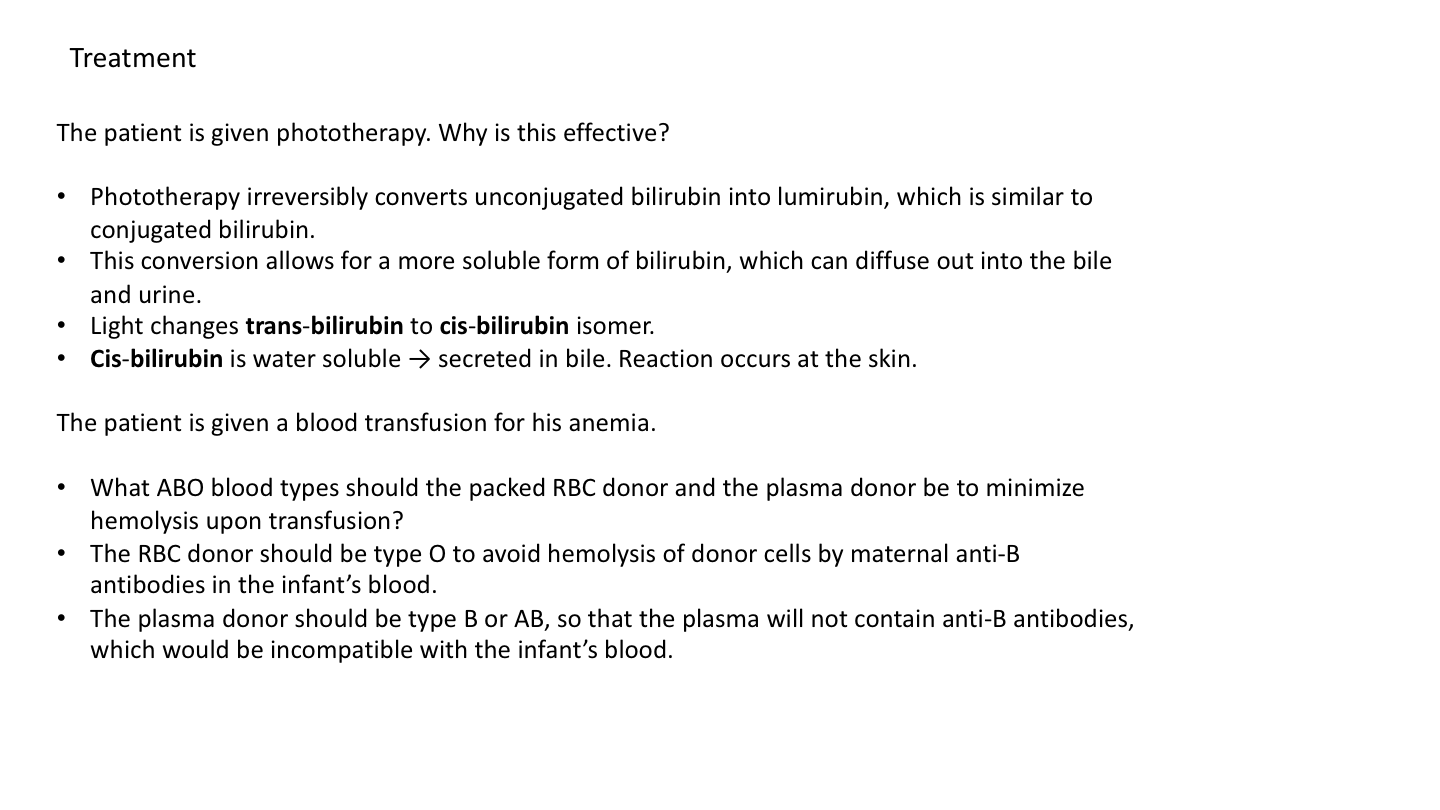 Treatment
The patient is given phototherapy. Why is this effective?
• Phototherapy irreversibly converts unconjugated bilirubin into lumirubin, which is similar to
conjugated bilirubin.
• This conversion allows for a more soluble form of bilirubin, which can diffuse out into the bile
and urine.
• Light changes trans-bilirubin to cis-bilirubin isomer.
• Cis-bilirubin is water soluble → secreted in bile. Reaction occurs at the skin.
The patient is given a blood transfusion for his anemia.
• What ABO blood types should the packed RBC donor and the plasma donor be to minimize
hemolysis upon transfusion?
• The RBC donor should be type O to avoid hemolysis of donor cells by maternal anti-B
antibodies in the infant’s blood.
• The plasma donor should be type B or AB, so that the plasma will not contain anti-B antibodies,
which would be incompatible with the infant’s blood.